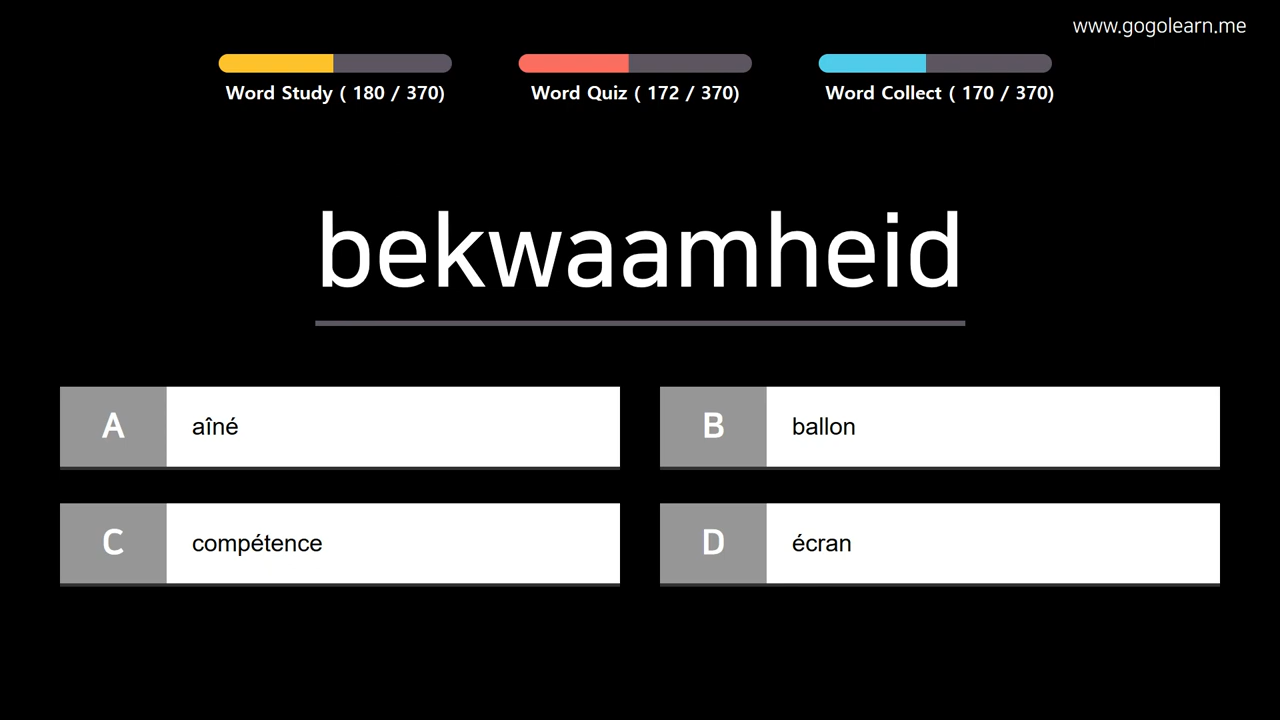 www.gogolearn.me
Word Study ( 180 / 370)
Word Quiz ( 172 / 370)
Word Collect ( 170 / 370)
bekwaamheid
A aîné
B ballon
C compétence
D écran